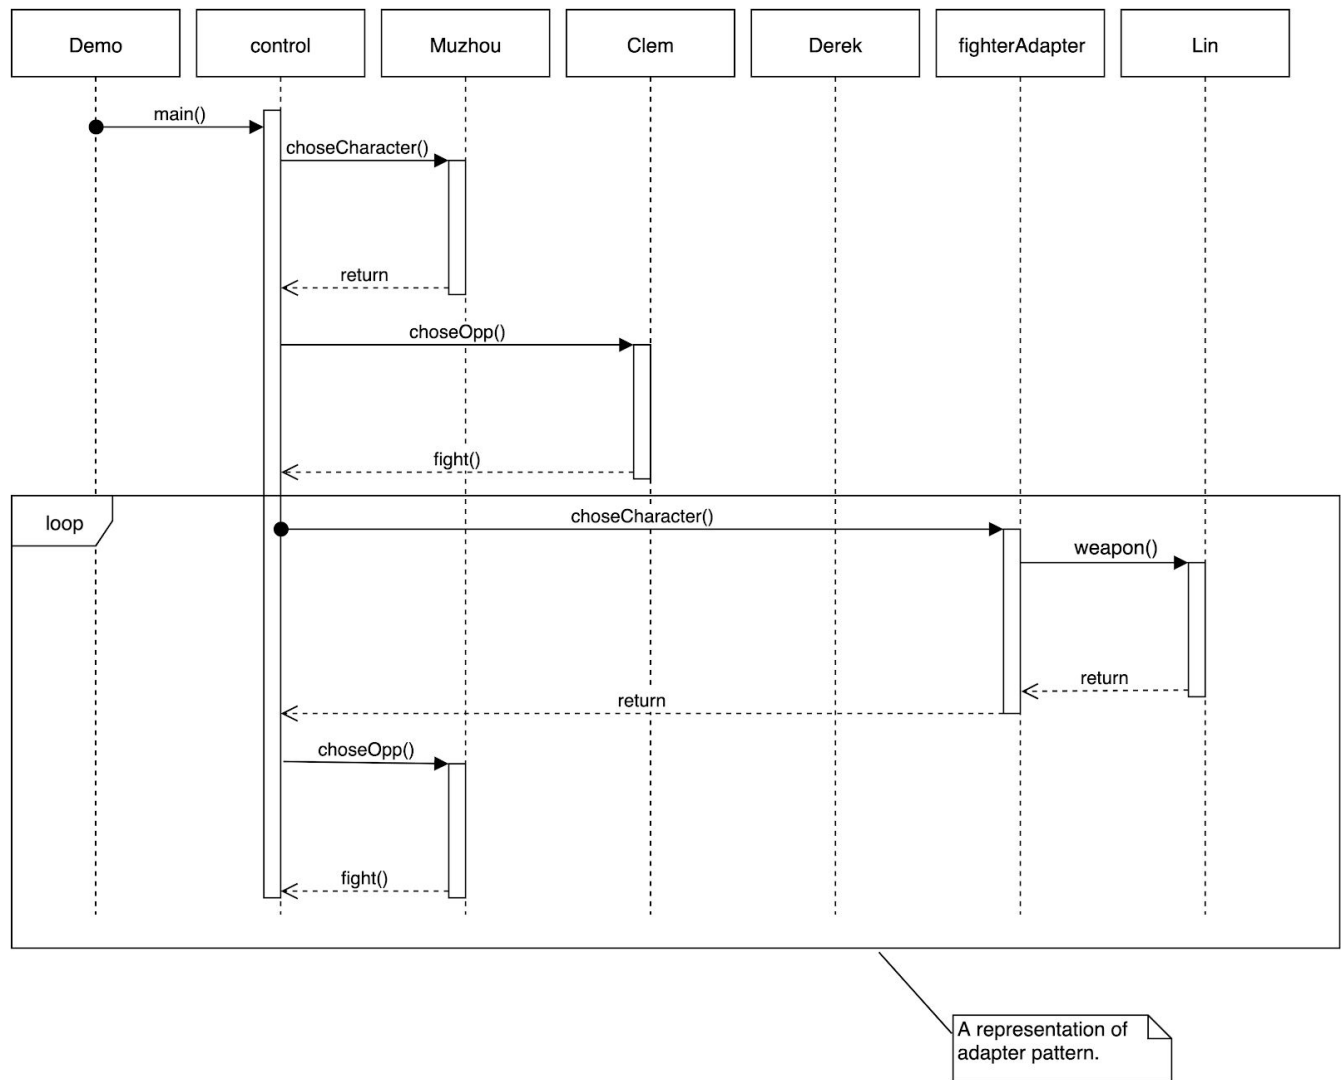 Demo
control
Muzhou
Clem
Derek
fighterAdapter
Lin
main()
choseCharacter()
return
choseOpp()
fight()
loop
choseCharacter()
weapon()
return
return
choseOpp()
fight()
A representation of
adapter pattern.